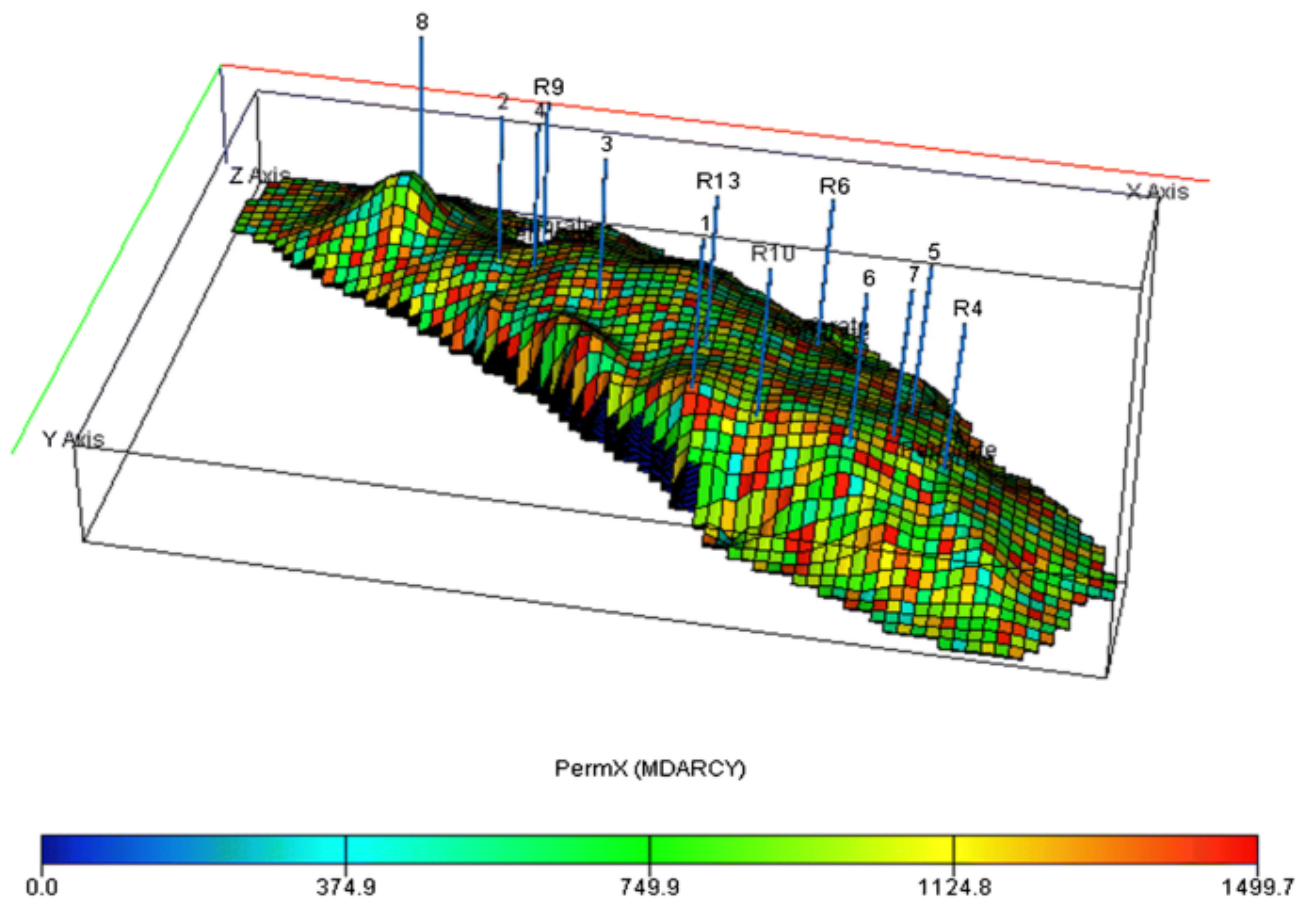 8
R9
2
4
3
Z Axis
R13
R6
X Axis
1
R10
5
6
7
R4
Y Axis
PermX (MDARCY)
0.0 374.9 749.9 1124.8 1499.7